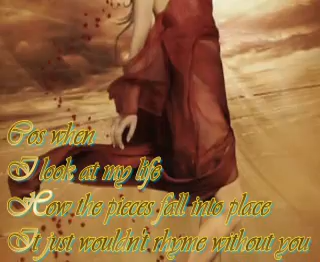 Cos when
I look at my life
How the pieces fall into place
It just wouldn't rhyme without you